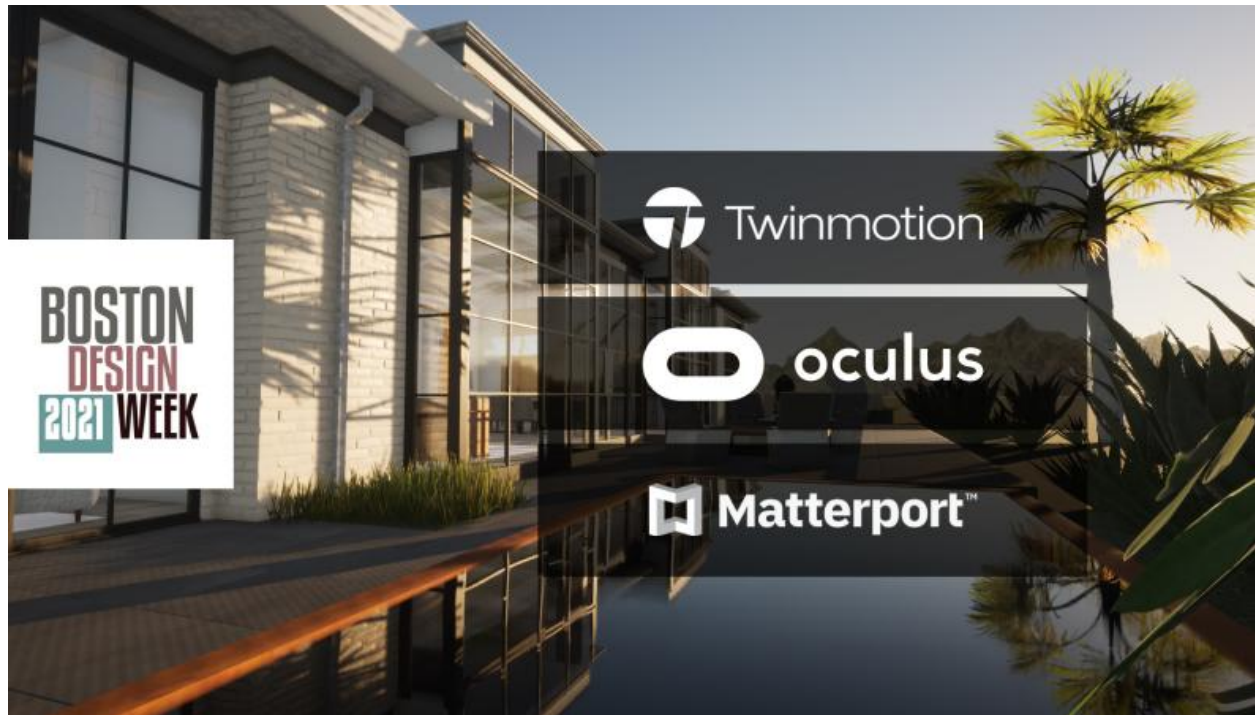 BOSTON
DESIGN
2021 WEEK
Twinmotion
oculus
Matterport™